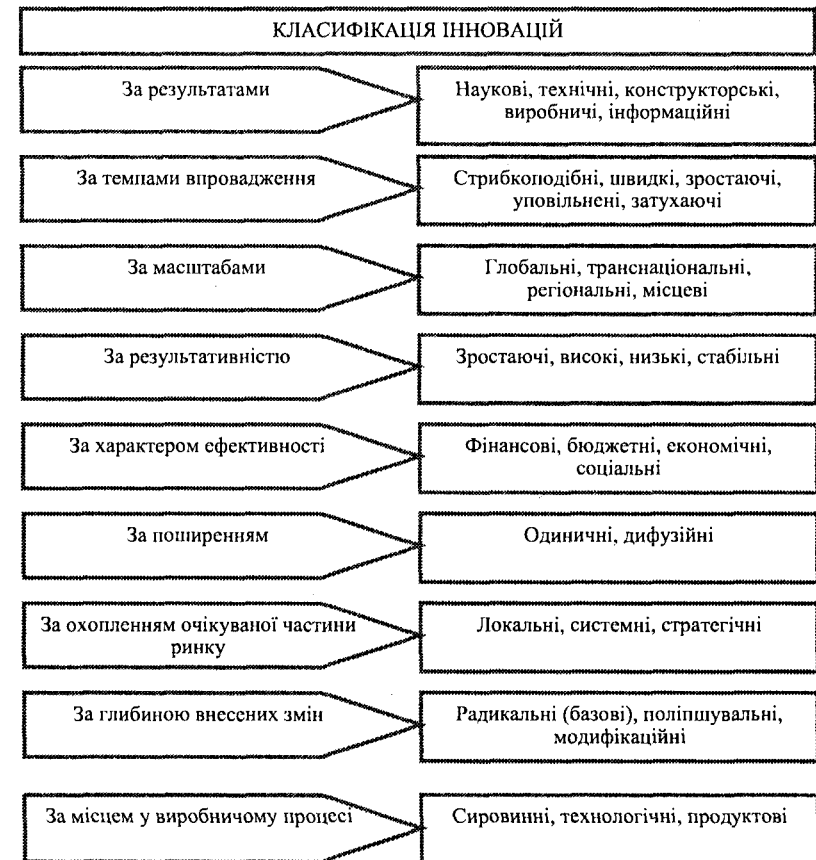 КЛАСИФІКАЦІЯ ІННОВАЦІЙ
За результатами
Наукові, технічні, конструкторські,
виробничі, інформаційні
За темпами впровадження
Стрибкоподібні, швидкі, зростаючі,
уповільнені, затухаючі
За масштабами
Глобальні, транснаціональні,
регіональні, місцеві
За результативністю
Зростаючі, високі, низькі, стабільні
За характером ефективності
Фінансові, бюджетні, економічні,
соціальні
За поширенням
Одиничні, дифузійні
За охопленням очікуваної частини
ринку
Локальні, системні, стратегічні
За глибиною внесених змін
Радикальні (базові), поліпшувальні,
модифікаційні
За місцем у виробничому процесі
Сировинні, технологічні, продуктові